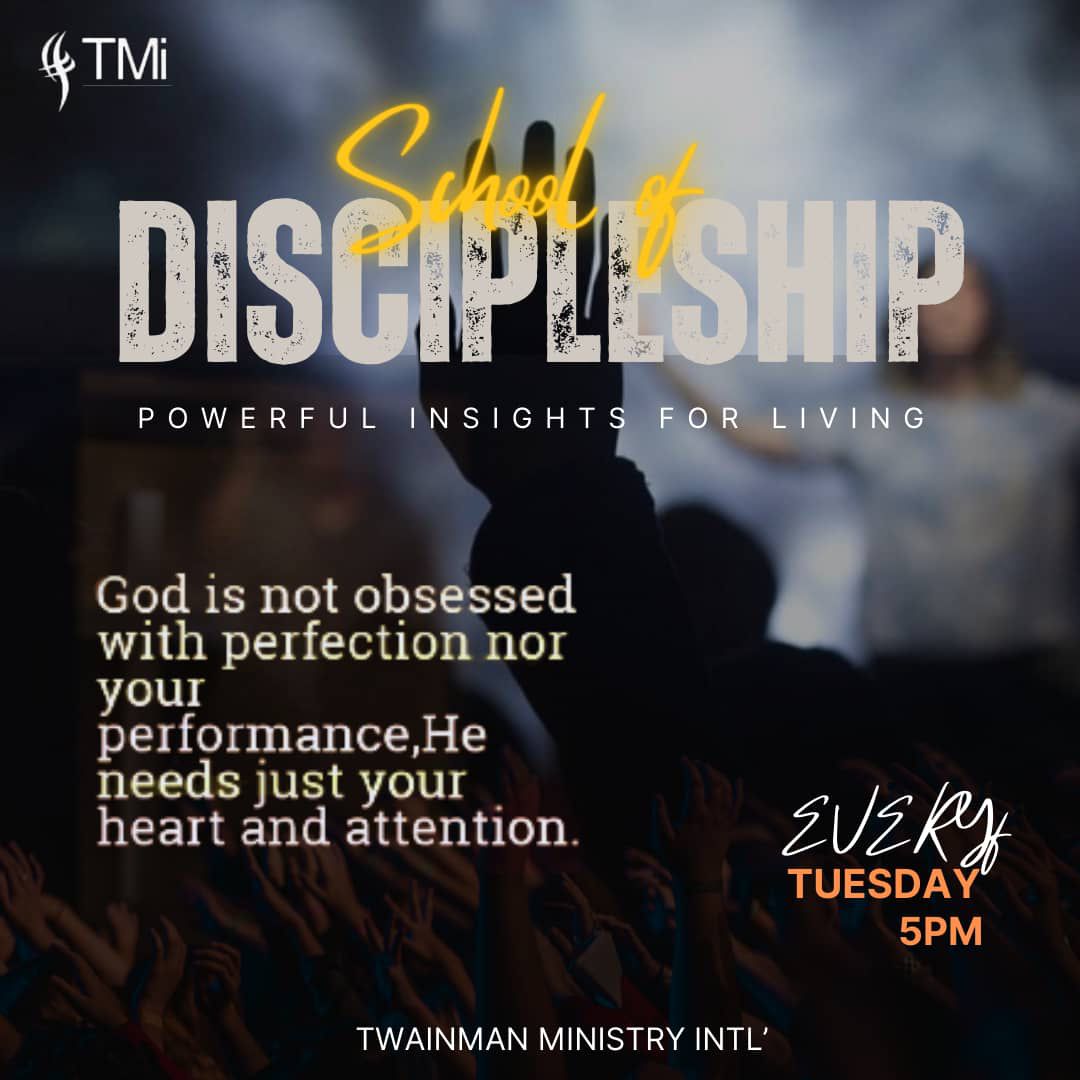 TMi
School of
DISCIPLESHIP
POWERFUL INSIGHTS FOR LIVING
God is not obsessed
with perfection nor
your
performance,He
needs just your
heart and attention.
EVERY
TUESDAY
5PM
TWAINMAN MINISTRY INTL’